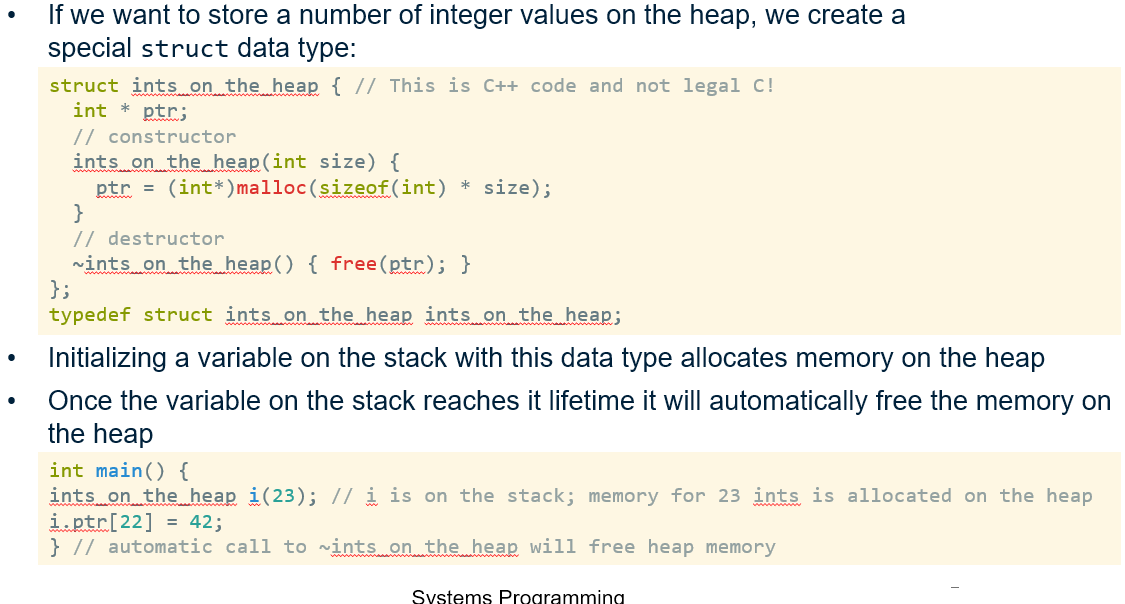 • If we want to store a number of integer values on the heap, we create a
special struct data type:
struct ints_on_the_heap { // This is C++ code and not legal C!
  int * ptr;
  // constructor
  ints_on_the_heap(int size) {
    ptr = (int*)malloc(sizeof(int) * size);
  }
  // destructor
  ~ints_on_the_heap() { free(ptr); }
};
typedef struct ints_on_the_heap ints_on_the_heap;
• Initializing a variable on the stack with this data type allocates memory on the heap
• Once the variable on the stack reaches it lifetime it will automatically free the memory on
the heap
int main() {
ints_on_the_heap i(23); // i is on the stack; memory for 23 ints is allocated on the heap
i.ptr[22] = 42;
} // automatic call to ~ints_on_the_heap will free heap memory
Systems Programming